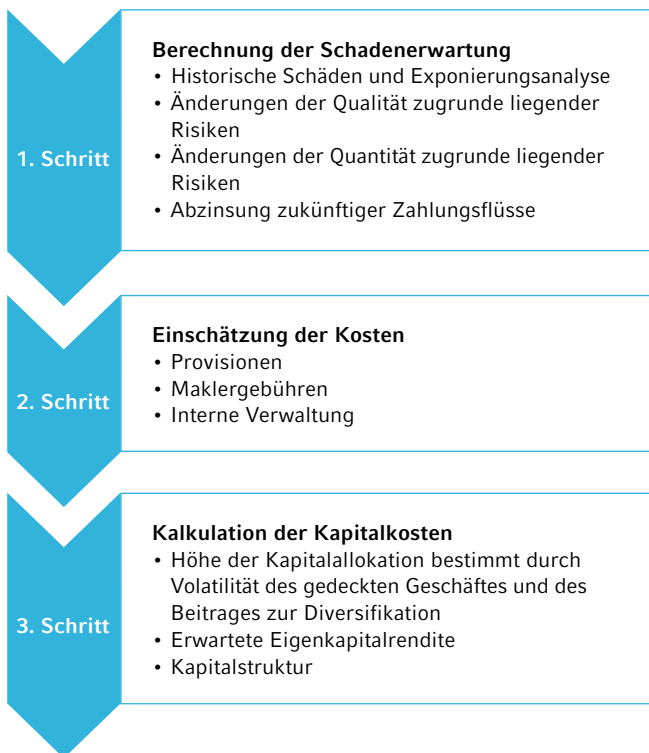 1. Schritt
Berechnung der Schadenerwartung
• Historische Schäden und Exponierungsanalyse
• Änderungen der Qualität zugrunde liegender
Risiken
• Änderungen der Quantität zugrunde liegender
Risiken
• Abzinsung zukünftiger Zahlungsflüsse
2. Schritt
Einschätzung der Kosten
• Provisionen
• Maklergebühren
• Interne Verwaltung
3. Schritt
Kalkulation der Kapitalkosten
• Höhe der Kapitalallokation bestimmt durch
Volatilität des gedeckten Geschäftes und des
Beitrages zur Diversifikation
• Erwartete Eigenkapitalrendite
• Kapitalstruktur